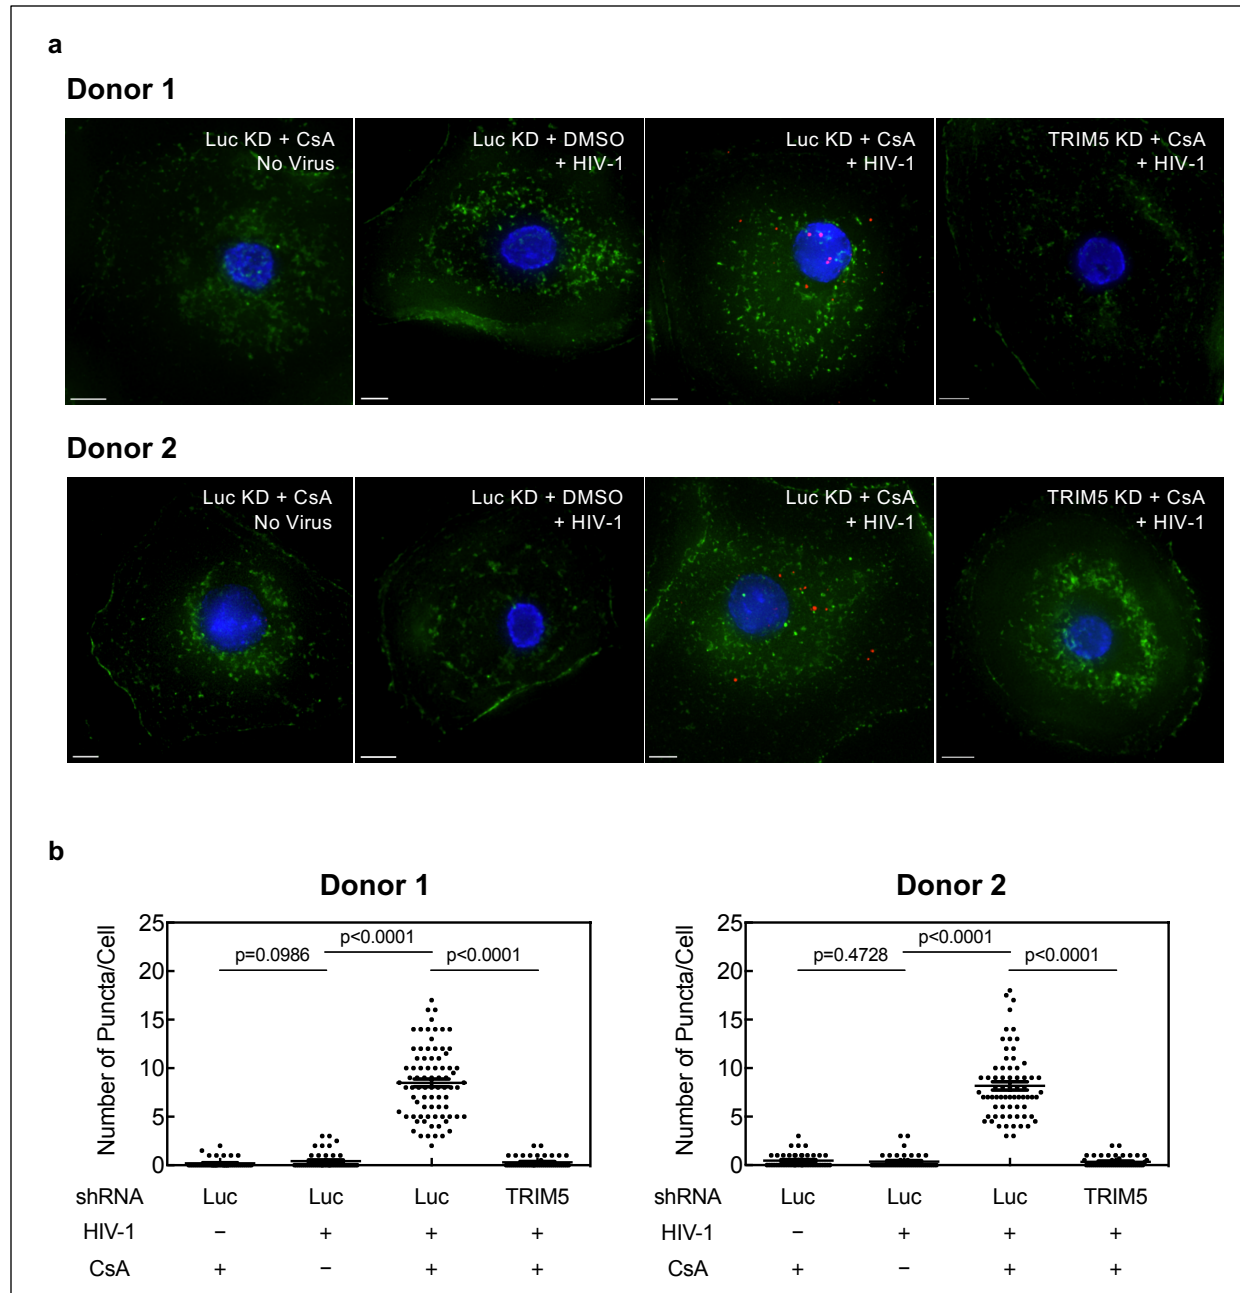 a
Donor 1
Luc KD + CsA
No Virus
Luc KD + DMSO
+ HIV-1
Luc KD + CsA
+ HIV-1
TRIM5 KD + CsA
+ HIV-1
Donor 2
Luc KD + CsA
No Virus
Luc KD + DMSO
+ HIV-1
Luc KD + CsA
+ HIV-1
TRIM5 KD + CsA
+ HIV-1
b
Donor 1
Number of Puncta/Cell
25
20
15
10
5
0
p=0.0986
p<0.0001
p<0.0001
shRNA Luc Luc Luc TRIM5
HIV-1 − + + +
CsA + − + +
Donor 2
Number of Puncta/Cell
25
20
15
10
5
0
p=0.4728
p<0.0001
p<0.0001
shRNA Luc Luc Luc TRIM5
HIV-1 − + + +
CsA + − + +